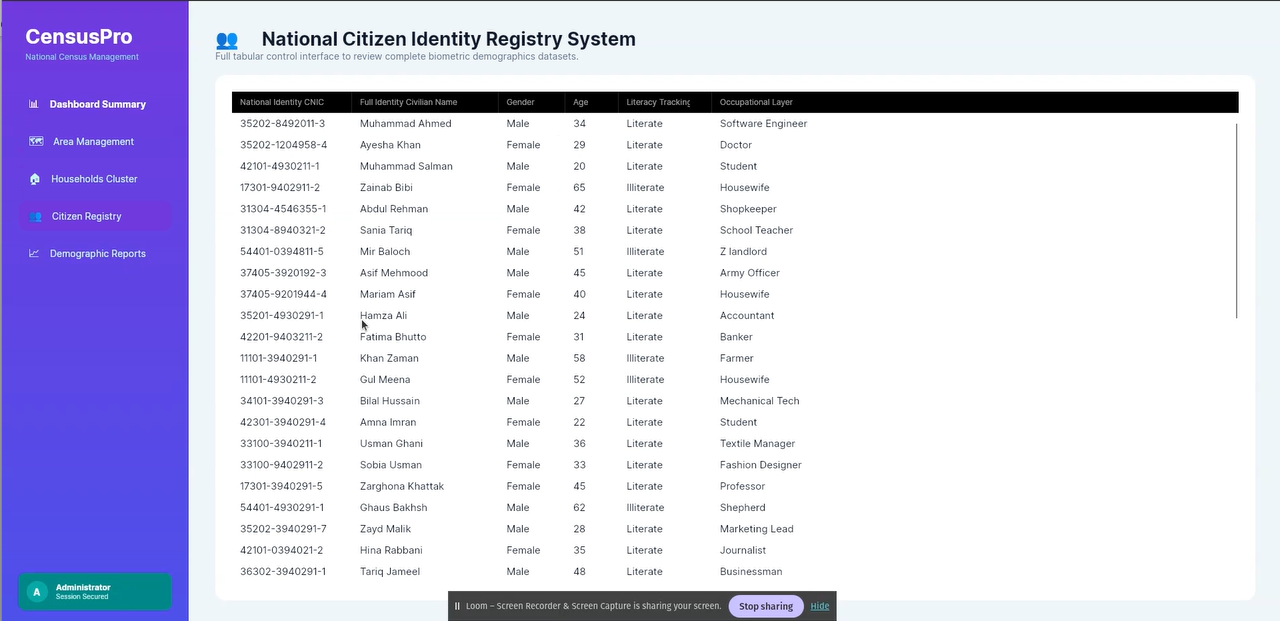 CensusPro
National Census Management
📊 Dashboard Summary
🗺 Area Management
🏠 Households Cluster
👥 Citizen Registry
📈 Demographic Reports
A
Administrator
Session Secured
👥 National Citizen Identity Registry System
Full tabular control interface to review complete biometric demographics datasets.
National Identity CNIC Full Identity Civilian Name Gender Age Literacy Tracking Occupational Layer
35202-8492011-3 Muhammad Ahmed Male 34 Literate Software Engineer
35202-1204958-4 Ayesha Khan Female 29 Literate Doctor
42101-4930211-1 Muhammad Salman Male 20 Literate Student
17301-9402911-2 Zainab Bibi Female 65 Illiterate Housewife
31304-4546355-1 Abdul Rehman Male 42 Literate Shopkeeper
31304-8940321-2 Sania Tariq Female 38 Literate School Teacher
54401-0394811-5 Mir Baloch Male 51 Illiterate Z landlord
37405-3920192-3 Asif Mehmood Male 45 Literate Army Officer
37405-9201944-4 Mariam Asif Female 40 Literate Housewife
35201-4930291-1 Hamza Ali Male 24 Literate Accountant
42201-9403211-2 Fatima Bhutto Female 31 Literate Banker
11101-3940291-1 Khan Zaman Male 58 Illiterate Farmer
11101-4930211-2 Gul Meena Female 52 Illiterate Housewife
34101-3940291-3 Bilal Hussain Male 27 Literate Mechanical Tech
42301-3940291-4 Amna Imran Female 22 Literate Student
33100-3940211-1 Usman Ghani Male 36 Literate Textile Manager
33100-9402911-2 Sobia Usman Female 33 Literate Fashion Designer
17301-3940291-5 Zarghona Khattak Female 45 Literate Professor
54401-4930291-1 Ghaus Bakhsh Male 62 Illiterate Shepherd
35202-3940291-7 Zayd Malik Male 28 Literate Marketing Lead
42101-0394021-2 Hina Rabbani Female 35 Literate Journalist
36302-3940291-1 Tariq Jameel Male 48 Literate Businessman
Loom – Screen Recorder & Screen Capture is sharing your screen. Stop sharing Hide